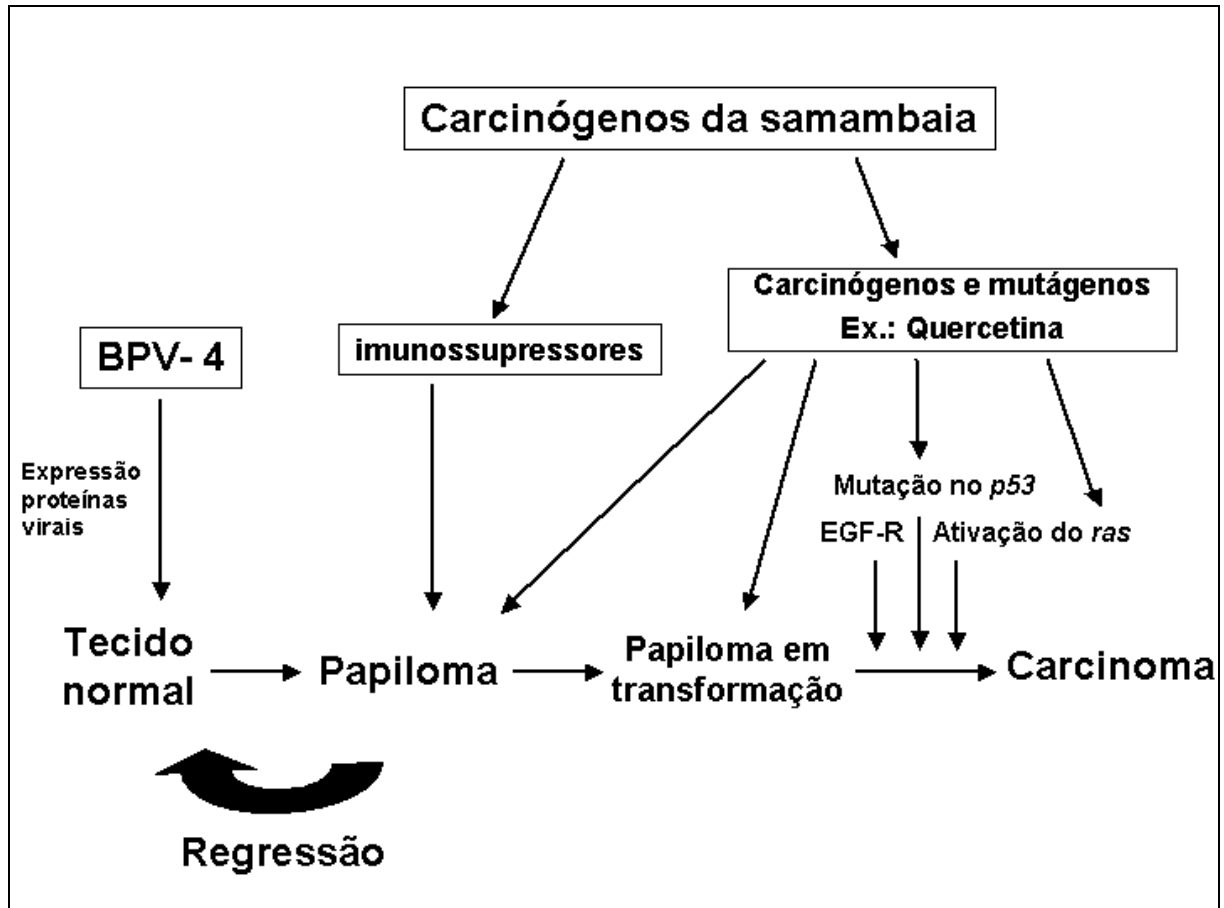 Carcinógenos da samambaia
Carcinógenos e mutágenos
Ex.: Quercetina
BPV- 4
imunossupressores
Expressão
proteínas
virais
Mutação no p53
EGF-R
Ativação do ras
Tecido
normal
Papiloma
Papiloma em
transformação
Carcinoma
Regressão